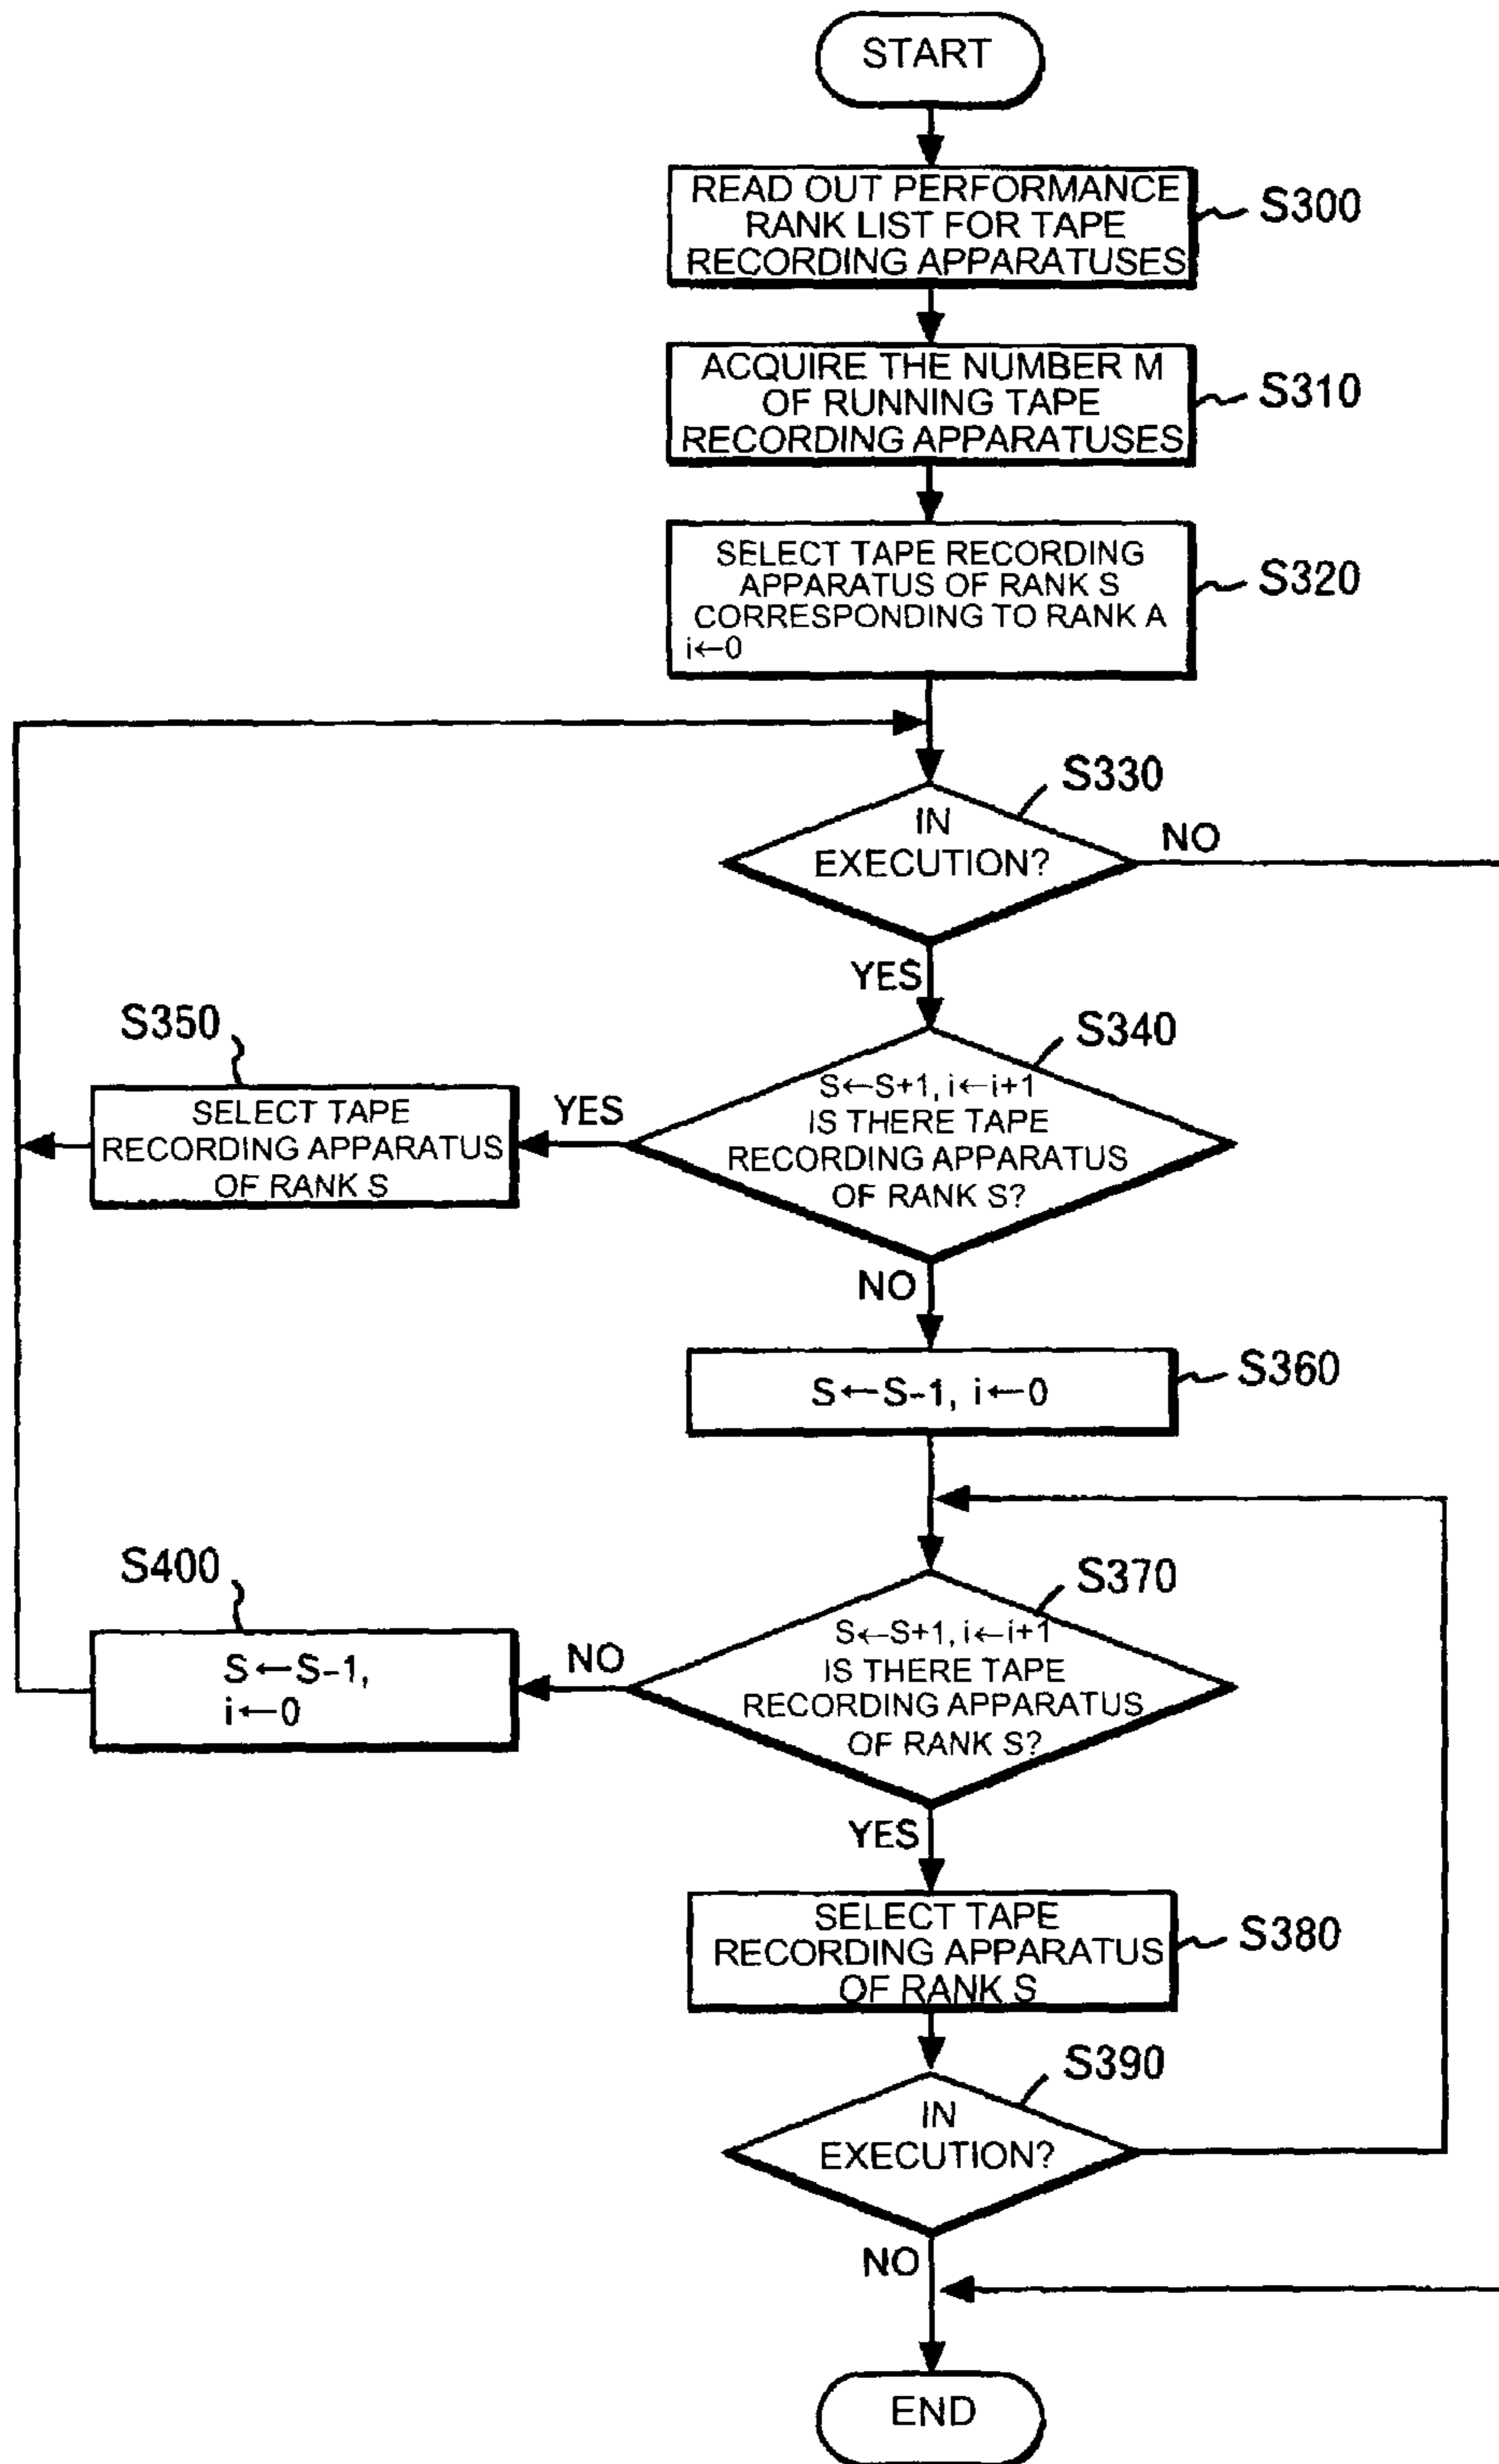 START
READ OUT PERFORMANCE
RANK LIST FOR TAPE
RECORDING APPARATUSES
S300
ACQUIRE THE NUMBER M
OF RUNNING TAPE
RECORDING APPARATUSES
S310
SELECT TAPE RECORDING
APPARATUS OF RANK S
CORRESPONDING TO RANK A
i←0
S320
S330
IN
EXECUTION?
NO
YES
S340
S←S+1, i←i+1
IS THERE TAPE
RECORDING APPARATUS
OF RANK S?
YES
S350
SELECT TAPE
RECORDING APPARATUS
OF RANK S
NO
S360
S←S-1, i←0
S370
S←S+1, i←i+1
IS THERE TAPE
RECORDING APPARATUS
OF RANK S?
NO
S400
S←S-1,
i←0
YES
SELECT TAPE
RECORDING APPARATUS
OF RANK S
S380
S390
IN
EXECUTION?
NO
END